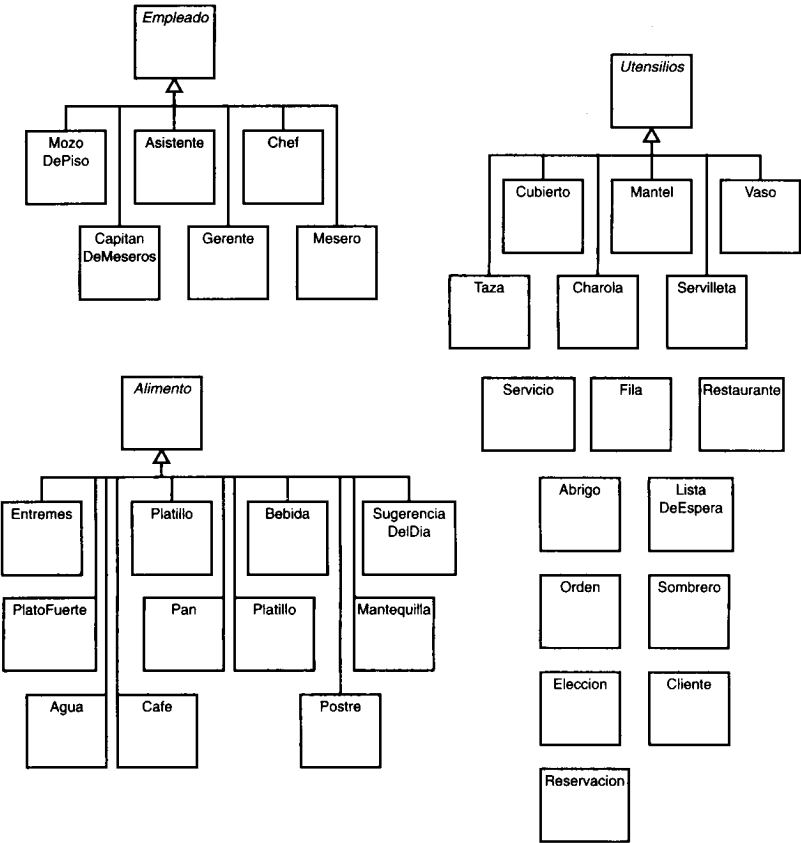 Empleado
Mozo
DePiso
Asistente
Chef
Capitan
DeMeseros
Gerente
Mesero
Utensilios
Cubierto
Mantel
Vaso
Taza
Charola
Servilleta
Alimento
Entremes
Platillo
Bebida
Sugerencia
DelDia
PlatoFuerte
Pan
Platillo
Mantequilla
Agua
Cafe
Postre
Servicio
Fila
Restaurante
Abrigo
Lista
DeEspera
Orden
Sombrero
Eleccion
Cliente
Reservacion